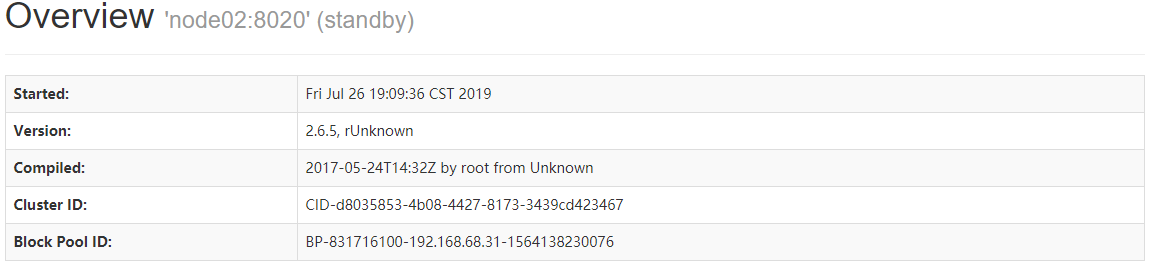 Overview 'node02:8020' (standby)
Started: Fri Jul 26 19:09:36 CST 2019
Version: 2.6.5, rUnknown
Compiled: 2017-05-24T14:32Z by root from Unknown
Cluster ID: CID-d8035853-4b08-4427-8173-3439cd423467
Block Pool ID: BP-831716100-192.168.68.31-1564138230076